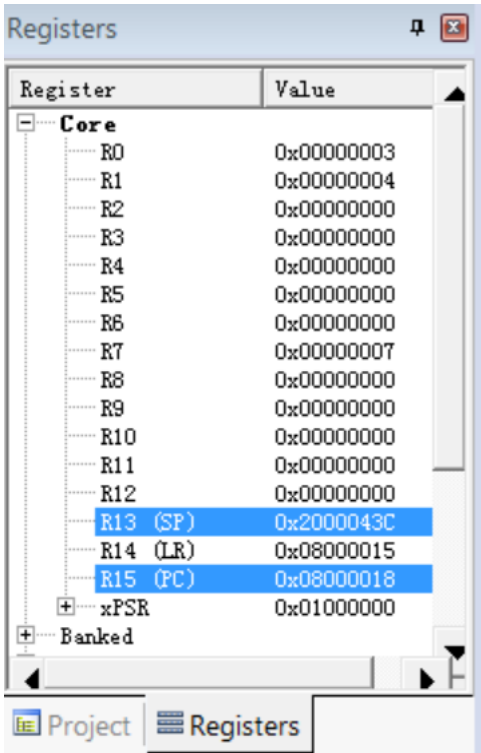 Registers
Register Value
Core
R0 0x00000003
R1 0x00000004
R2 0x00000000
R3 0x00000000
R4 0x00000000
R5 0x00000000
R6 0x00000000
R7 0x00000007
R8 0x00000000
R9 0x00000000
R10 0x00000000
R11 0x00000000
R12 0x00000000
R13 (SP) 0x2000043C
R14 (LR) 0x08000015
R15 (PC) 0x08000018
xPSR 0x01000000
Banked
Project Registers